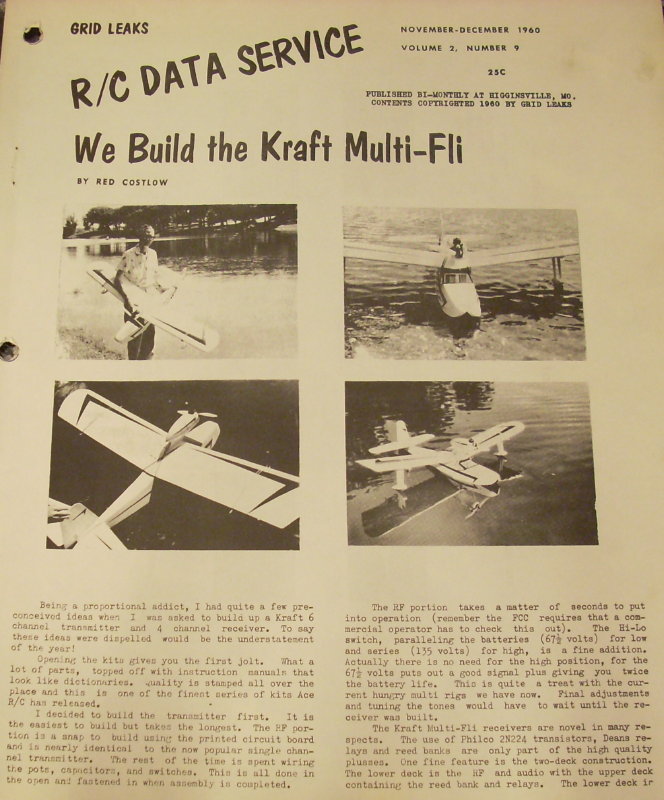 GRID LEAKS
R/C DATA SERVICE
NOVEMBER-DECEMBER 1960
VOLUME 2, NUMBER 9
25C
PUBLISHED BI-MONTHLY AT HIGGINSVILLE, MO.
CONTENTS COPYRIGHTED 1960 BY GRID LEAKS
We Build the Kraft Multi-Fli
BY RED COSTLOW
Being a proportional addict, I had quite a few pre-
conceived ideas when I was asked to build up a Kraft 6
channel transmitter and 4 channel receiver. To say
these ideas were dispelled would be the understatement
of the year!
Opening the kits gives you the first jolt. What a
lot of parts, topped off with instruction manuals that
look like dictionaries. Quality is stamped all over the
place and this is one of the finest series of kits Ace
R/C has released.
I decided to build the transmitter first. It is
the easiest to build but takes the longest. The RF por-
tion is a snap to build using the printed circuit board
and is nearly identical to the now popular single chan-
nel transmitter. The rest of the time is spent wiring
the pots, capacitors, and switches. This is all done in
the open and fastened in when assembly is completed.
The RF portion takes a matter of seconds to put
into operation (remember the FCC requires that a com-
mercial operator has to check this out). The Hi-Lo
switch, paralleling the batteries (67½ volts) for low
and series (135 volts) for high, is a fine addition.
Actually there is no need for the high position, for the
67½ volts puts out a good signal plus giving you twice
the battery life. This is quite a treat with the cur-
rent hungry multi rigs we have now. Final adjustments
and tuning the tones would have to wait until the re-
ceiver was built.
The Kraft Multi-Fli receivers are novel in many re-
spects. The use of Philco 2N224 transistors, Deans re-
lays and reed banks are only part of the high quality
plusses. One fine feature is the two-deck construction.
The lower deck is the RF and audio with the upper deck
containing the reed bank and relays. The lower deck ir